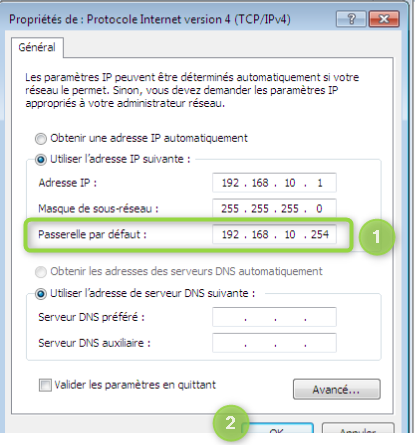 Propriétés de : Protocole Internet version 4 (TCP/IPv4)
Général
Les paramètres IP peuvent être déterminés automatiquement si votre
réseau le permet. Sinon, vous devez demander les paramètres IP
appropriés à votre administrateur réseau.
Obtenir une adresse IP automatiquement
Utiliser l'adresse IP suivante :
Adresse IP : 192 . 168 . 10 . 1
Masque de sous-réseau : 255 . 255 . 255 . 0
Passerelle par défaut : 192 . 168 . 10 . 254 1
Obtenir les adresses des serveurs DNS automatiquement
Utiliser l'adresse de serveur DNS suivante :
Serveur DNS préféré : . . .
Serveur DNS auxiliaire : . . .
Valider les paramètres en quittant Avancé...
2 OK Annuler